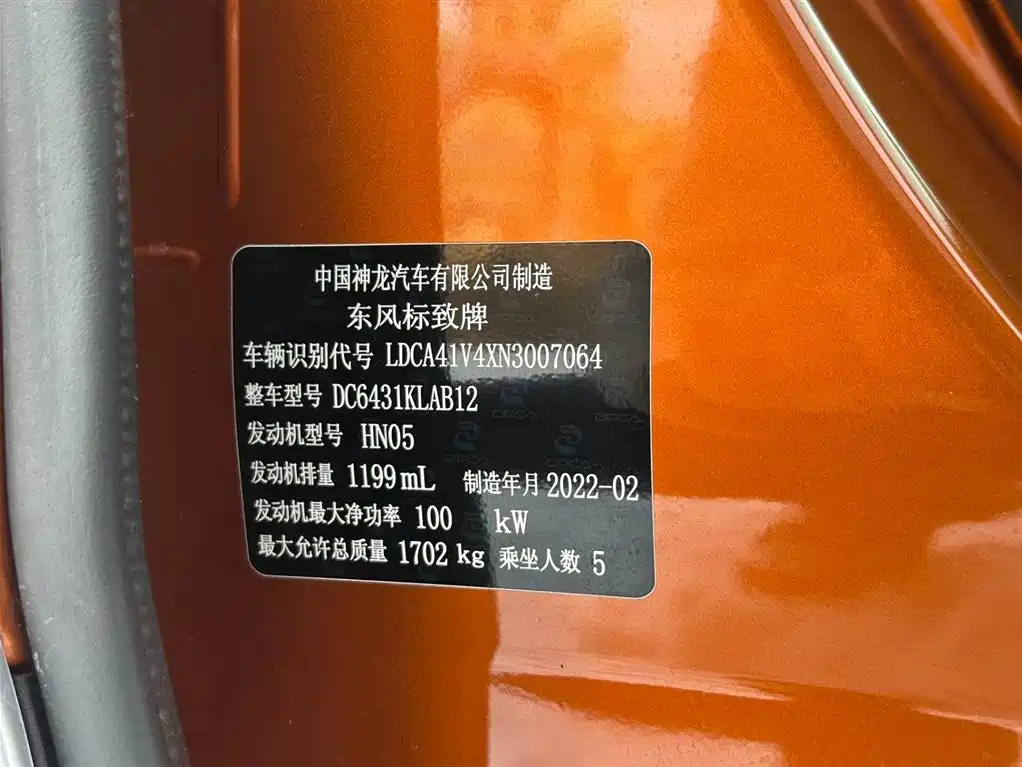 中国神龙汽车有限公司制造
东风标致牌
车辆识别代号 LDCA41V4XN3007064
整车型号 DC6431KLAB12
发动机型号 HN05
发动机排量 1199 mL 制造年月 2022-02
发动机最大净功率 100 kW
最大允许总质量 1702 kg 乘坐人数 5